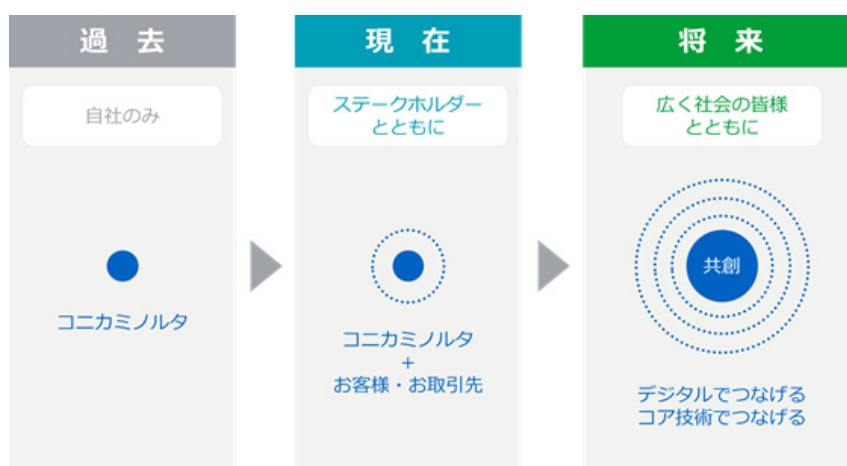 過去
自社のみ
コニカミノルタ
現在
ステークホルダー
とともに
コニカミノルタ
+
お客様・お取引先
将来
広く社会の皆様
とともに
共創
デジタルでつなげる
コア技術でつなげる